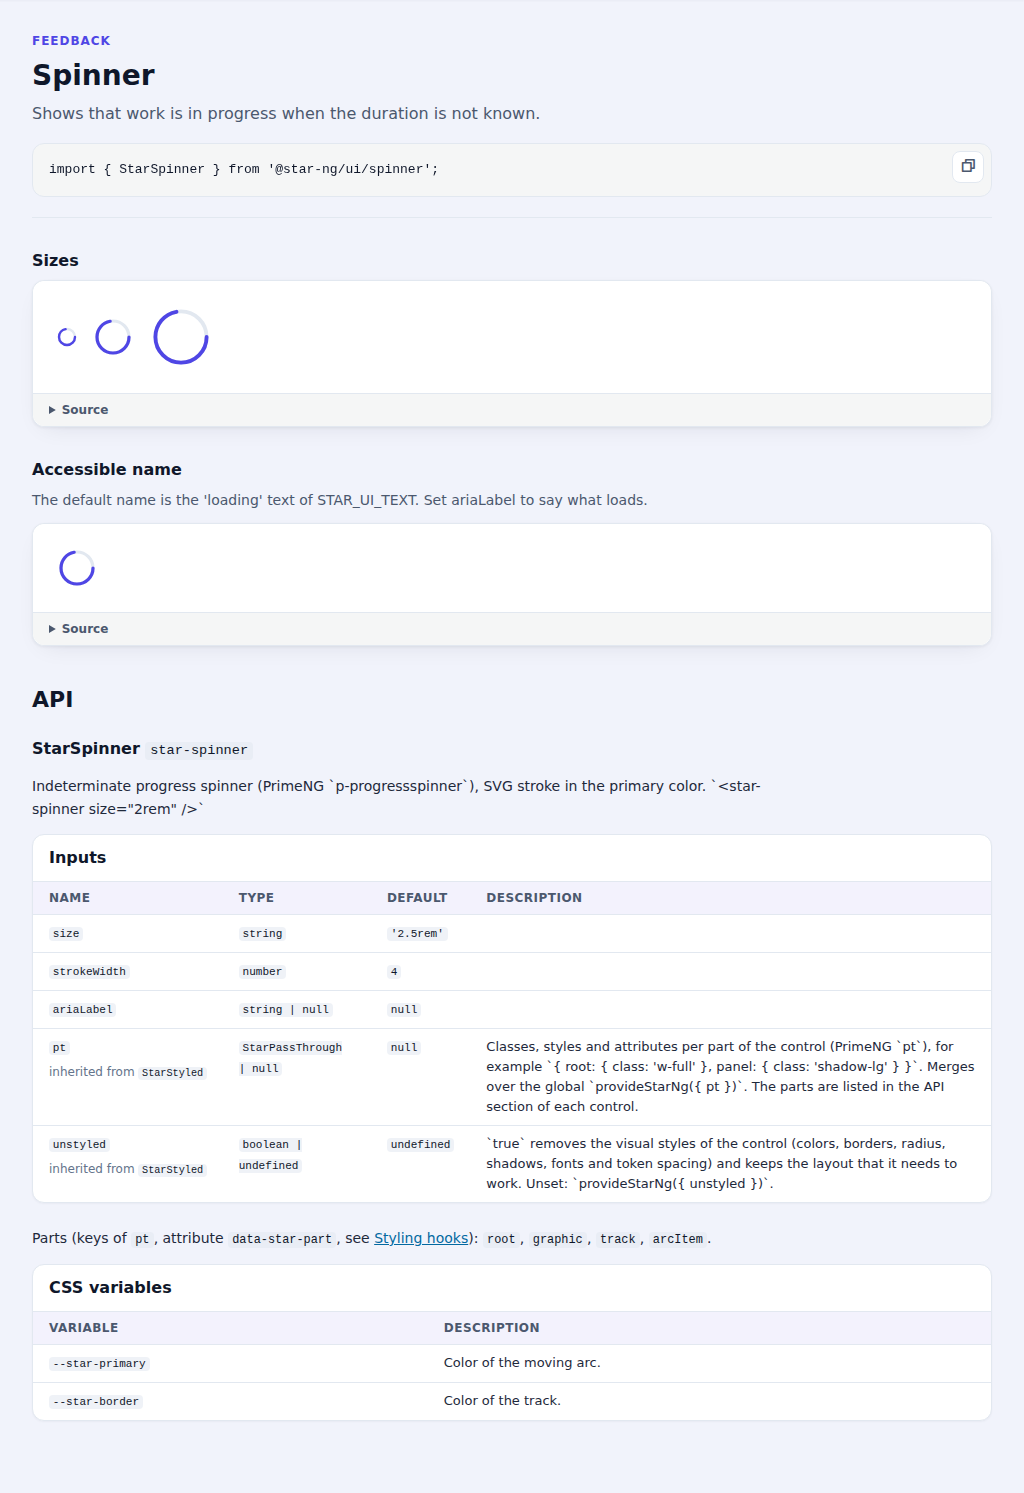 FEEDBACK
Spinner
Shows that work is in progress when the duration is not known.
import { StarSpinner } from '@star-ng/ui/spinner';
Sizes
Source
Accessible name
The default name is the 'loading' text of STAR_UI_TEXT. Set ariaLabel to say what loads.
Source
API
StarSpinner star-spinner
Indeterminate progress spinner (PrimeNG `p-progressspinner`), SVG stroke in the primary color. `<star-
spinner size="2rem" />`
Inputs
NAME TYPE DEFAULT DESCRIPTION
size string '2.5rem'
strokeWidth number 4
ariaLabel string | null null
pt StarPassThrough null Classes, styles and attributes per part of the control (PrimeNG `pt`), for
inherited from StarStyled | null example `{ root: { class: 'w-full' }, panel: { class: 'shadow-lg' } }`. Merges
over the global `provideStarNg({ pt })`. The parts are listed in the API
section of each control.
unstyled boolean | undefined `true` removes the visual styles of the control (colors, borders, radius,
inherited from StarStyled undefined shadows, fonts and token spacing) and keeps the layout that it needs to
work. Unset: `provideStarNg({ unstyled })`.
Parts (keys of pt, attribute data-star-part, see Styling hooks): root, graphic, track, arcItem.
CSS variables
VARIABLE DESCRIPTION
--star-primary Color of the moving arc.
--star-border Color of the track.